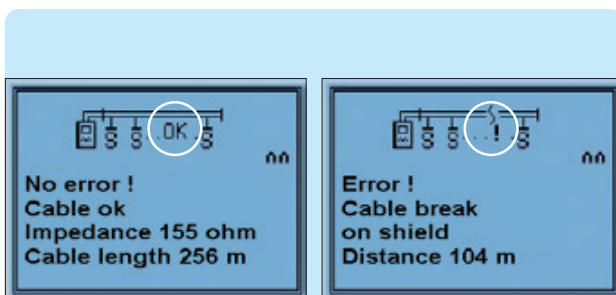 S S ..OK . S
No error !
Cable ok
Impedance 155 ohm
Cable length 256 m
S S ...! . S
Error !
Cable break
on shield
Distance 104 m